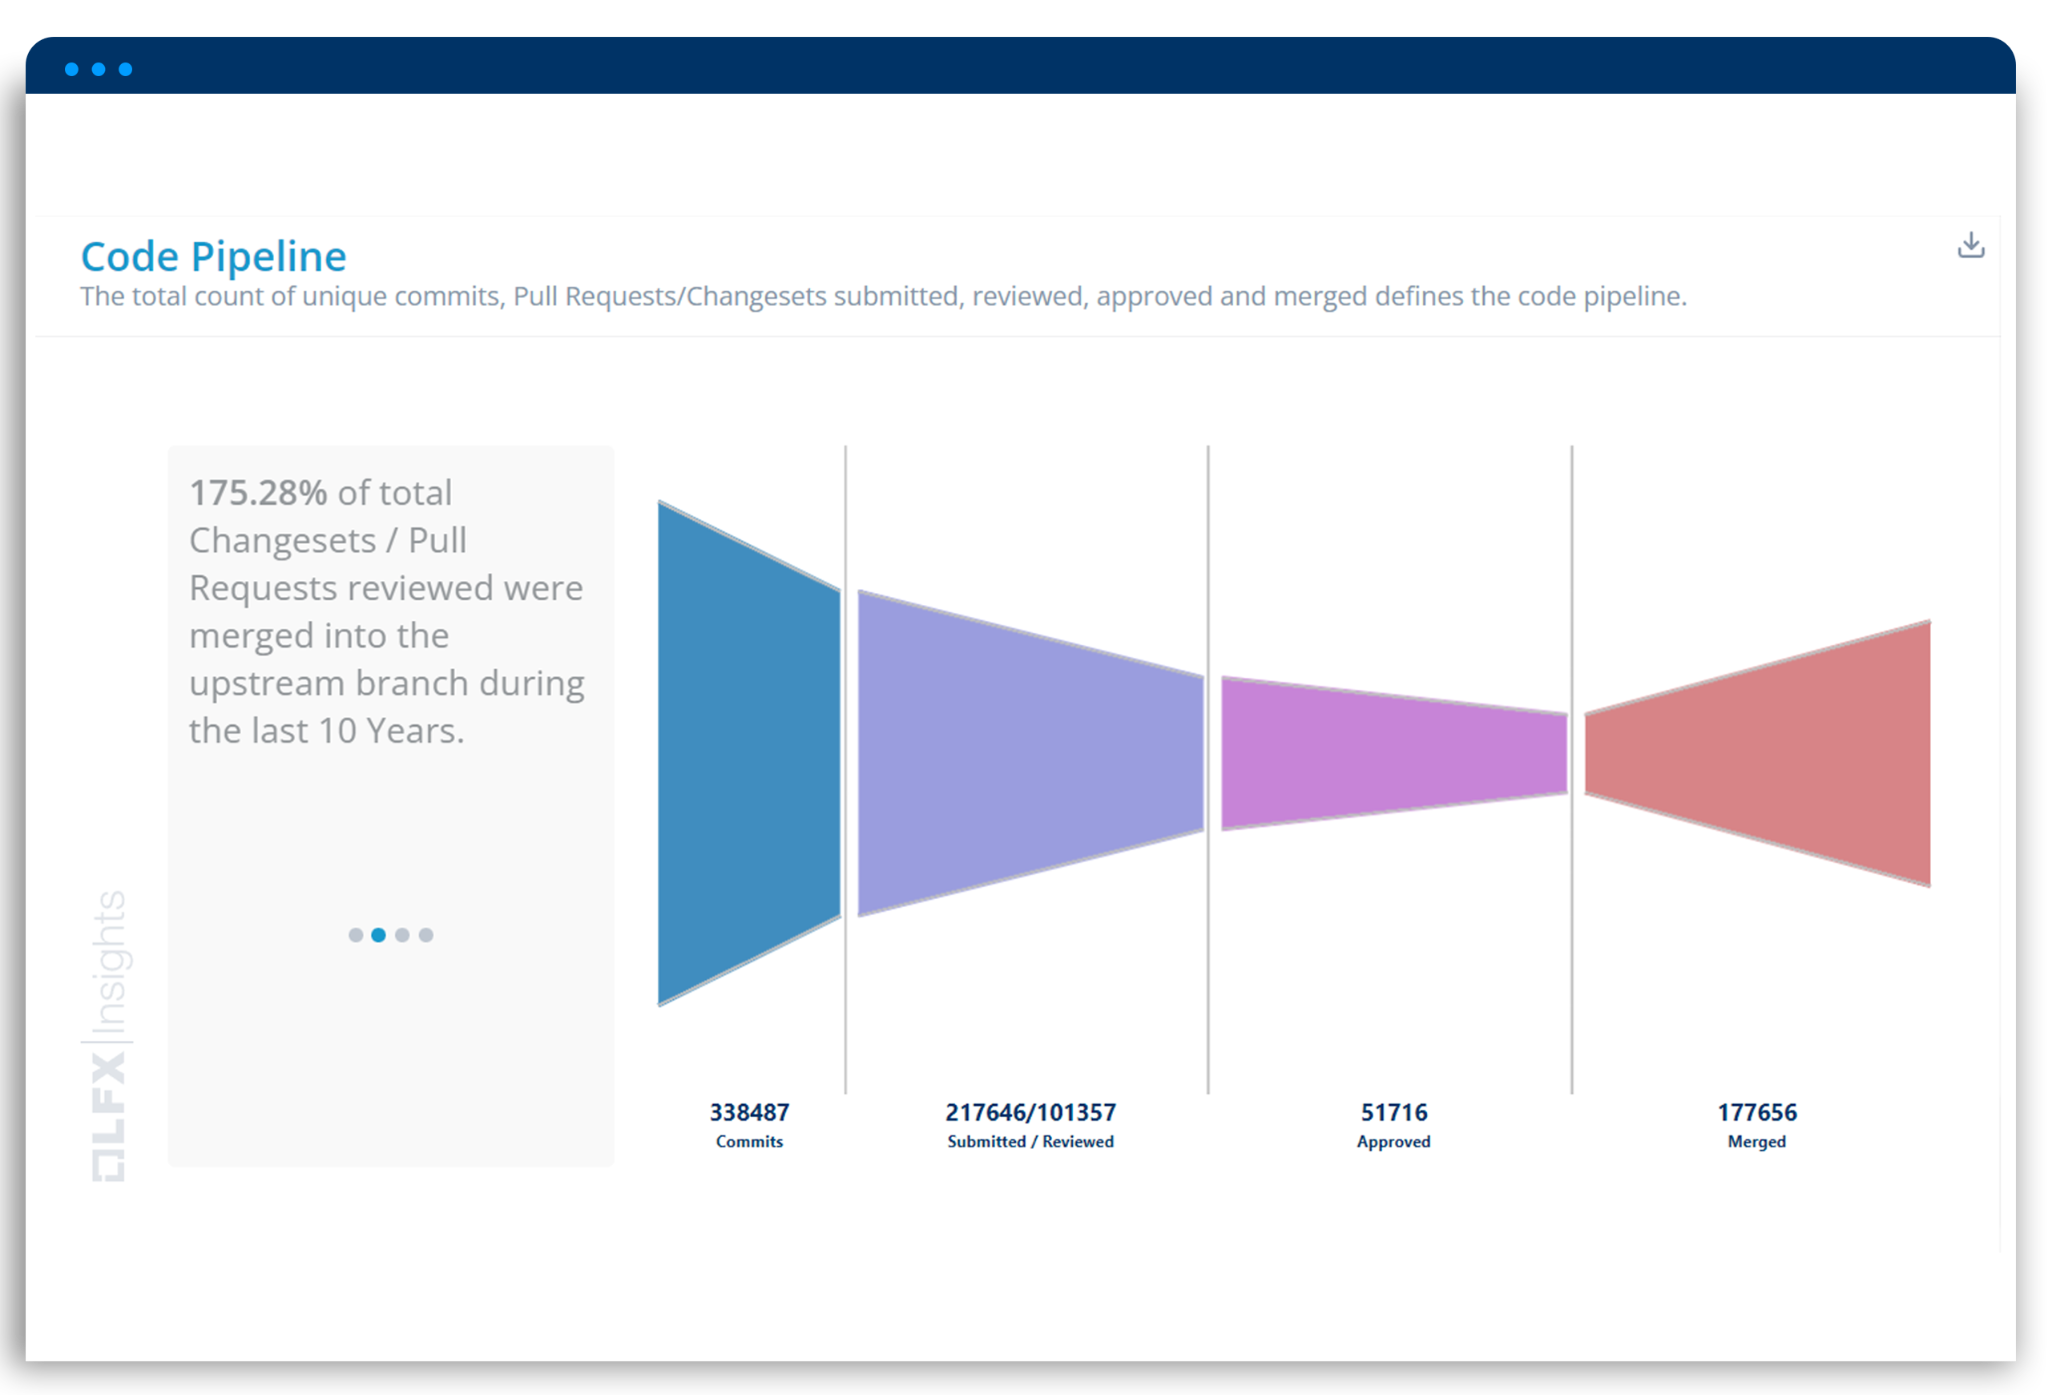 Code Pipeline
The total count of unique commits, Pull Requests/Changesets submitted, reviewed, approved and merged defines the code pipeline.
175.28% of total
Changesets / Pull
Requests reviewed were
merged into the
upstream branch during
the last 10 Years.
LFX|Insights
338487
Commits
217646/101357
Submitted / Reviewed
51716
Approved
177656
Merged